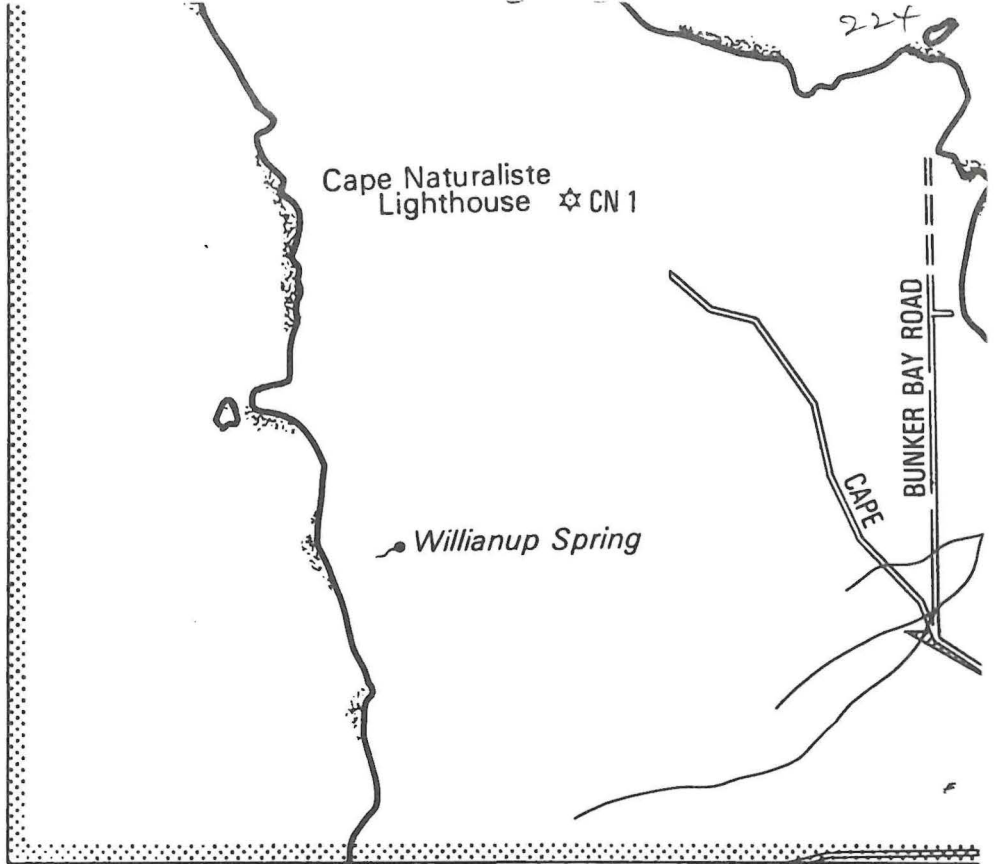 224
Cape Naturaliste
Lighthouse CN 1
BUNKER BAY ROAD
CAPE
Willianup Spring